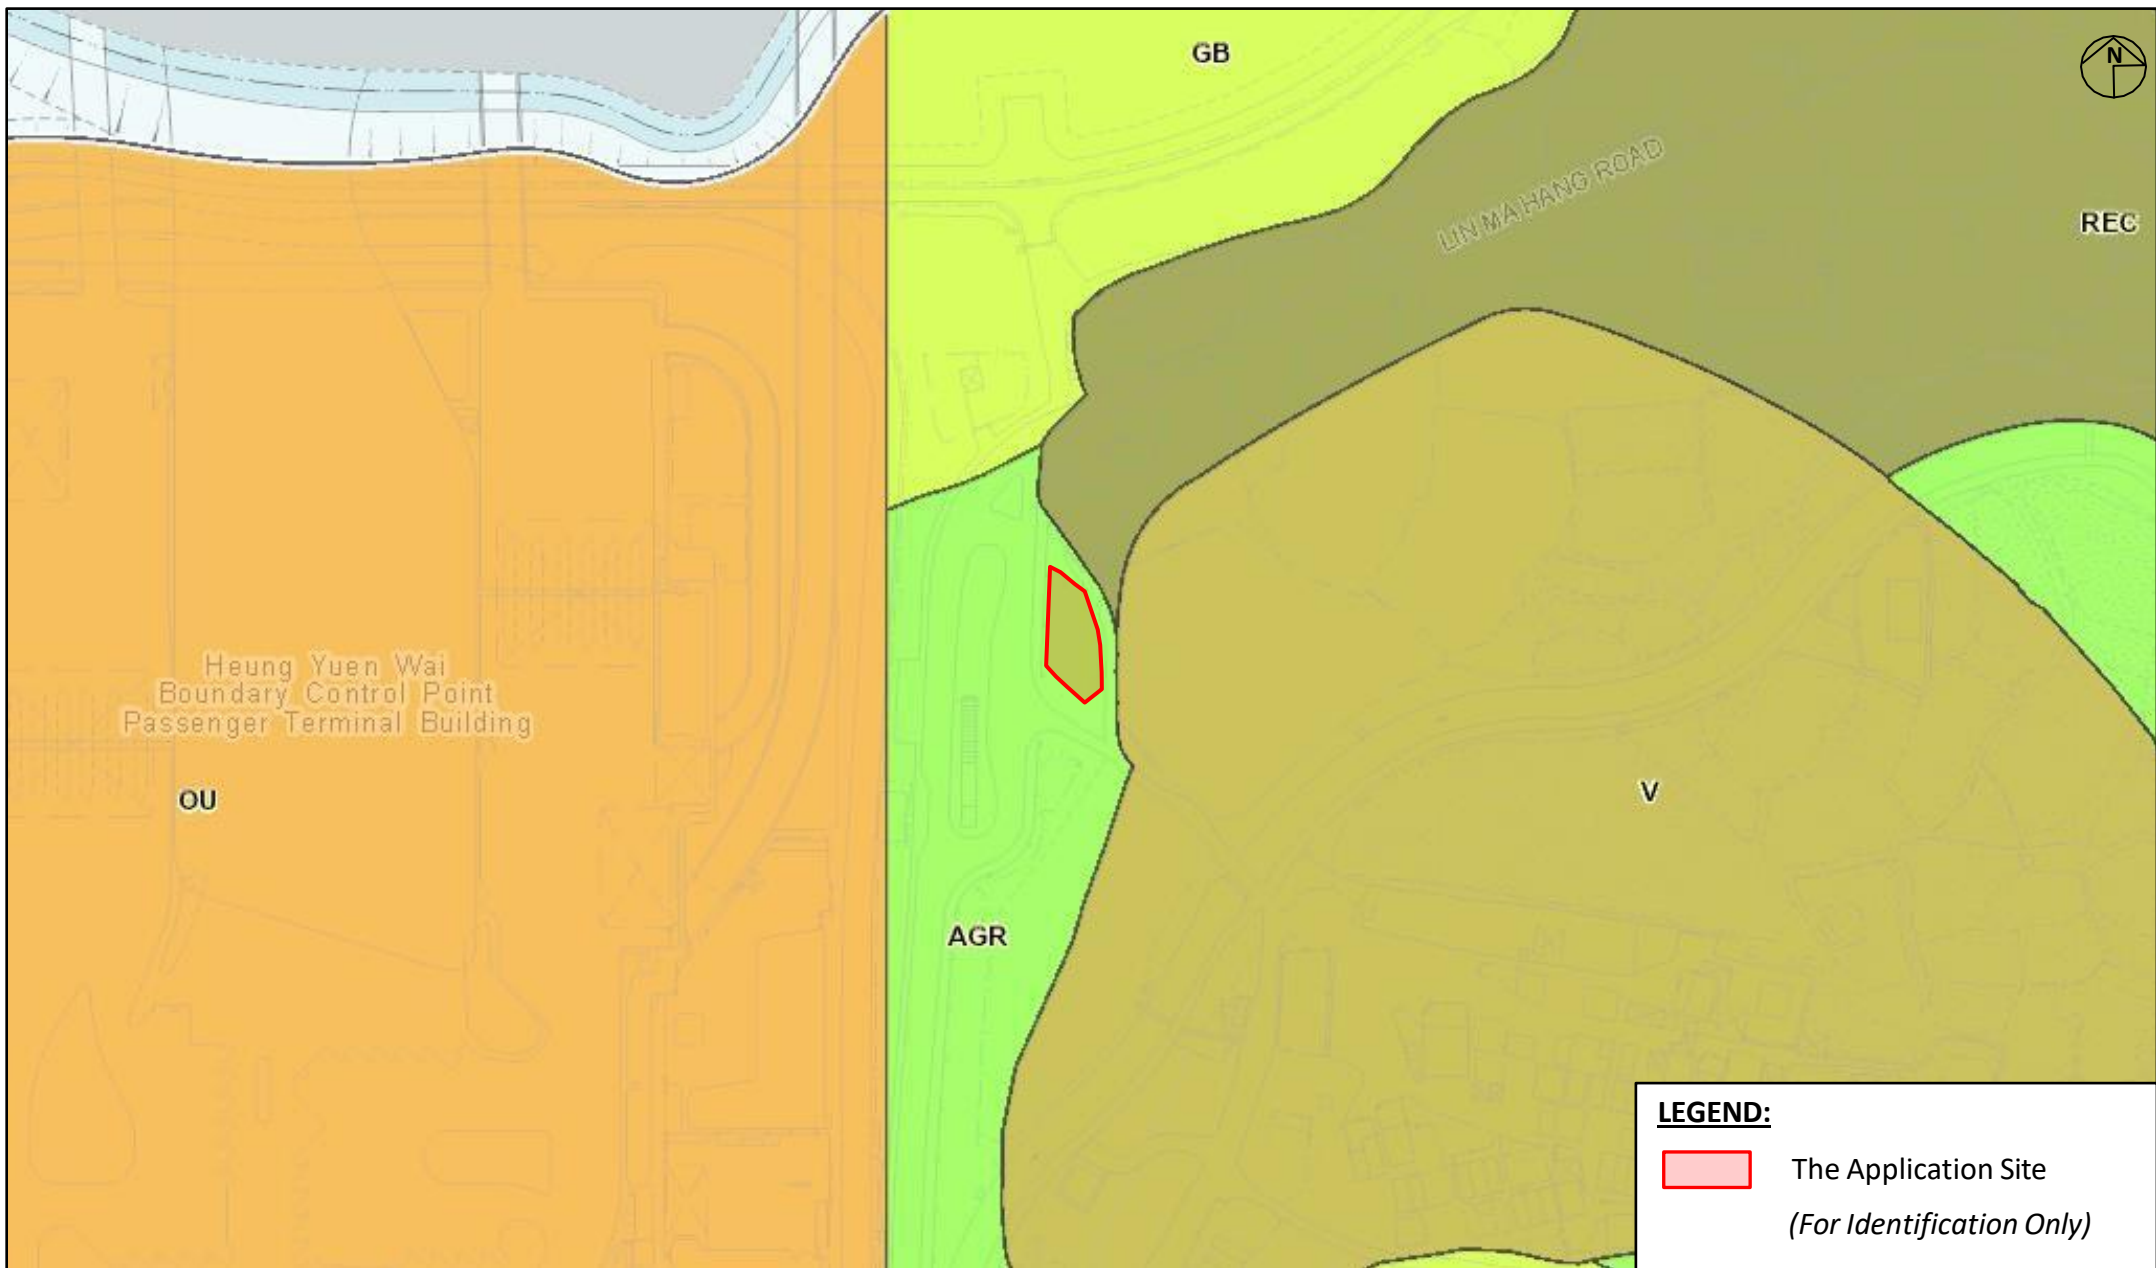 GB
N
LIN MA HANG ROAD
REC
Heung Yuen Wai
Boundary Control Point
Passenger Terminal Building
OU
V
AGR
LEGEND:
The Application Site
(For Identification Only)